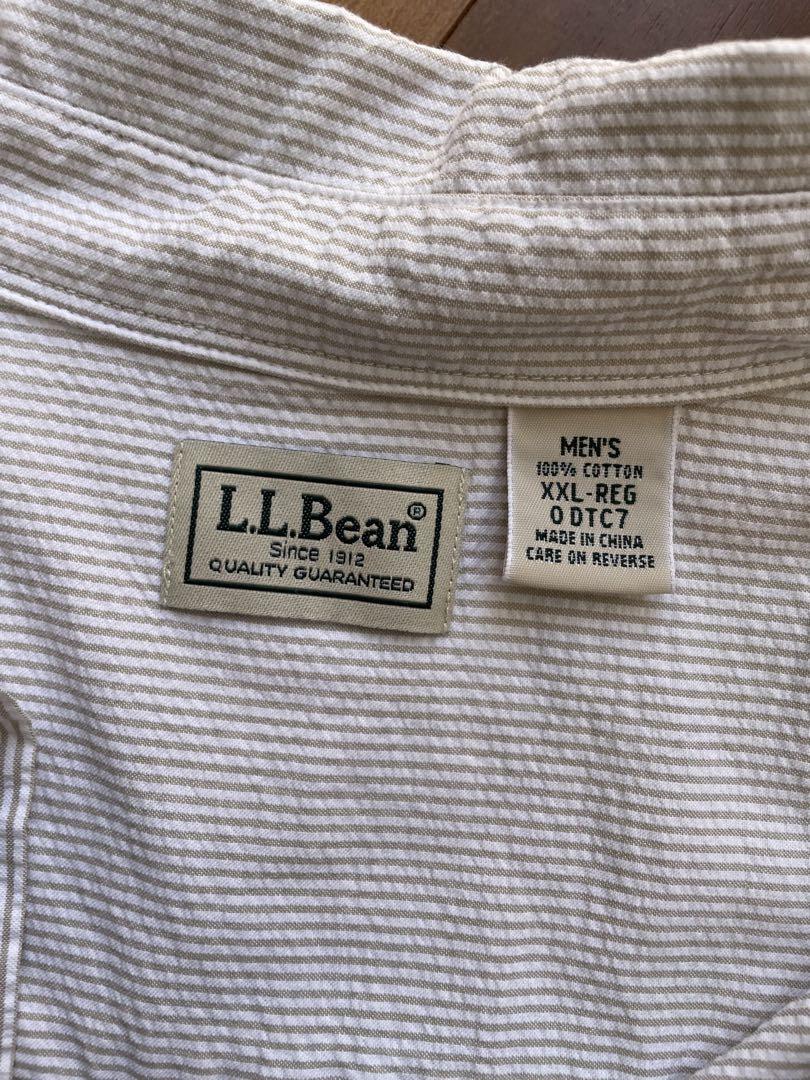 L.L.Bean®
Since 1912
QUALITY GUARANTEED
MEN'S
100% COTTON
XXL-REG
0 DTC7
MADE IN CHINA
CARE ON REVERSE